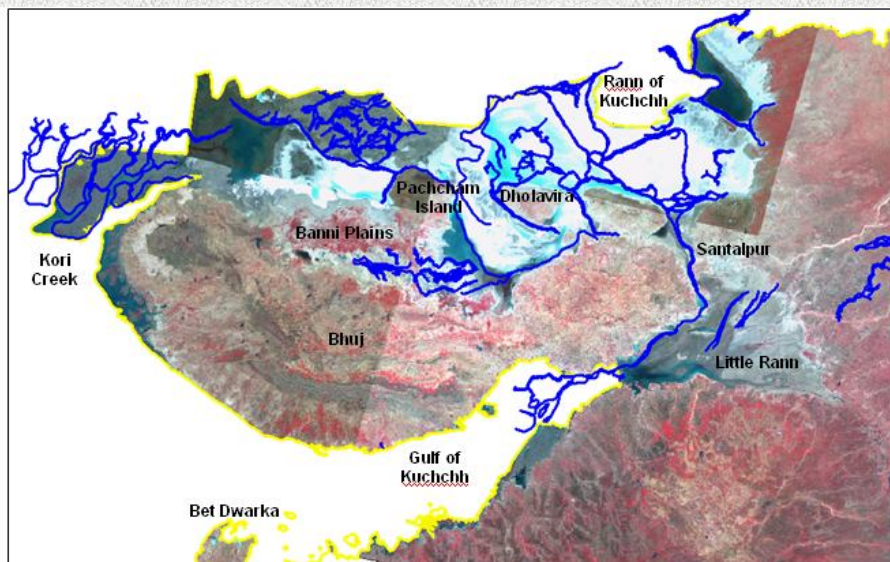 Rann of
Kuchchh
Pachcham
Island
Dholavira
Banni Plains
Kori
Creek
Santalpur
Bhuj
Little Rann
Gulf of
Kuchchh
Bet Dwarka